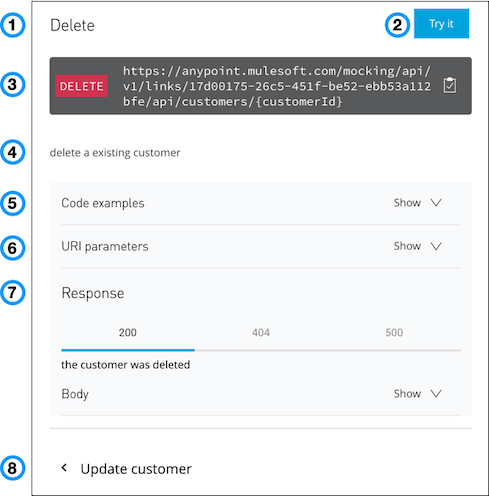 1 Delete 2 Try it
3 DELETE https://anypoint.mulesoft.com/mocking/api/
v1/links/17d00175-26c5-451f-be52-ebb53a112
bfe/api/customers/{customerId}
4 delete a existing customer
5 Code examples Show
6 URI parameters Show
7 Response
200 404 500
the customer was deleted
Body Show
8 Update customer